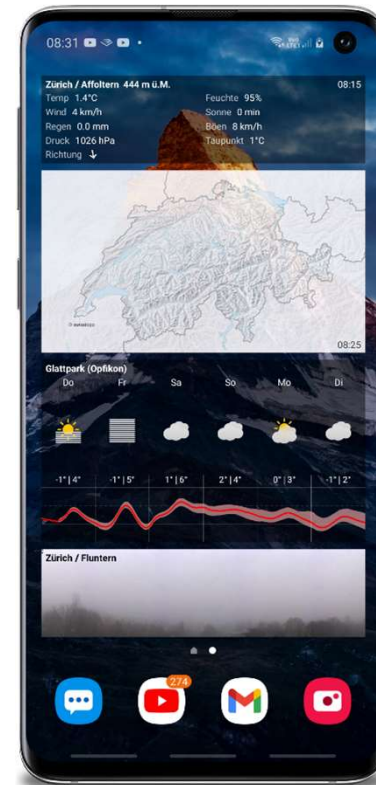 08:31
Zürich / Affoltern 444 m ü.M. 08:15
Temp 1.4°C Feuchte 95%
Wind 4 km/h Sonne 0 min
Regen 0.0 mm Böen 8 km/h
Druck 1026 hPa Taupunkt 1°C
Richtung
08:25
Glattpark (Opfikon)
Do Fr Sa So Mo Di
-1°|4° -1°|5° 1°|6° 2°|4° 0°|3° -1°|2°
Zürich / Fluntern
274